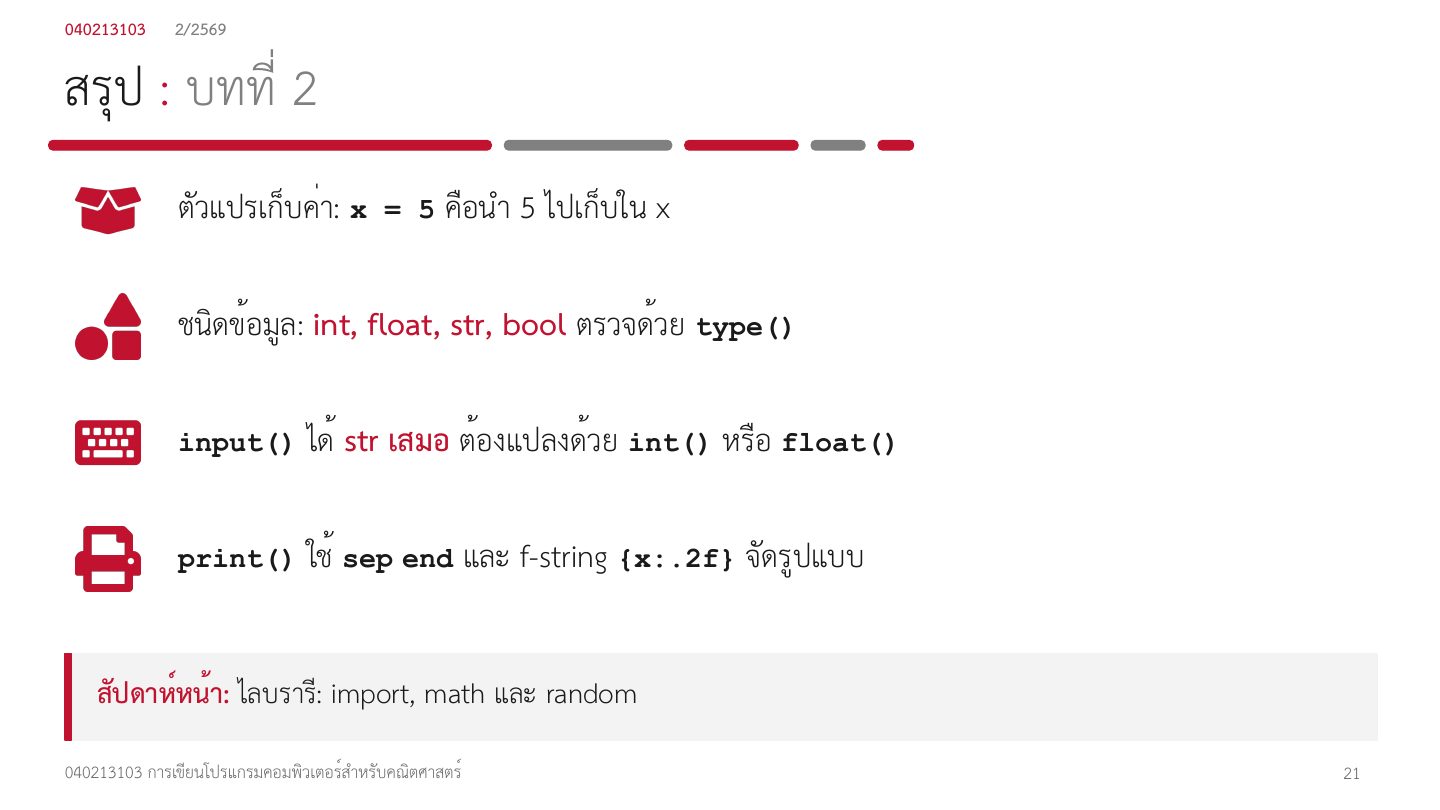 040213103 2/2569
สรุป : บทที่ 2
ตัวแปรเก็บค่า: x = 5 คือนำ 5 ไปเก็บใน x
ชนิดข้อมูล: int, float, str, bool ตรวจด้วย type()
input() ได้ str เสมอ ต้องแปลงด้วย int() หรือ float()
print() ใช้ sep end และ f-string {x:.2f} จัดรูปแบบ
สัปดาห์หน้า: ไลบรารี: import, math และ random
040213103 การเขียนโปรแกรมคอมพิวเตอร์สำหรับคณิตศาสตร์ 21